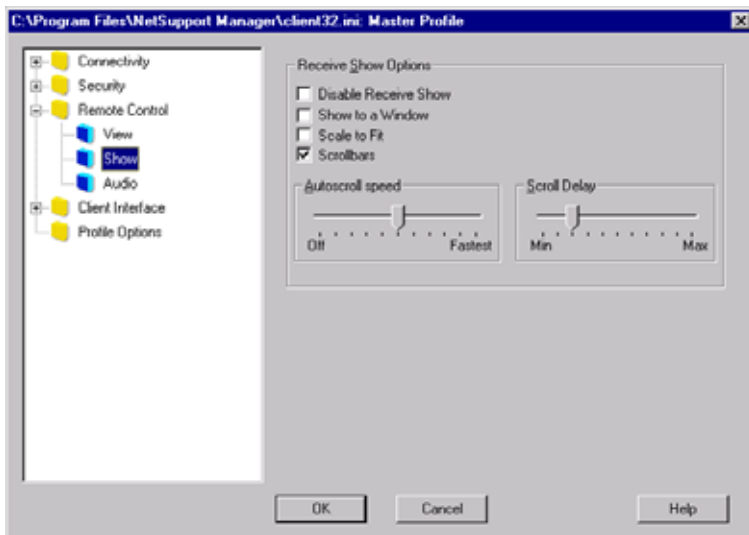 C:\Program Files\NetSupport Manager\client32.ini: Master Profile
Connectivity
Security
Remote Control
View
Show
Audio
Client Interface
Profile Options
Receive Show Options
Disable Receive Show
Show to a Window
Scale to Fit
Scrollbars
Autoscroll speed
Off Fastest
Scroll Delay
Min Max
OK Cancel Help